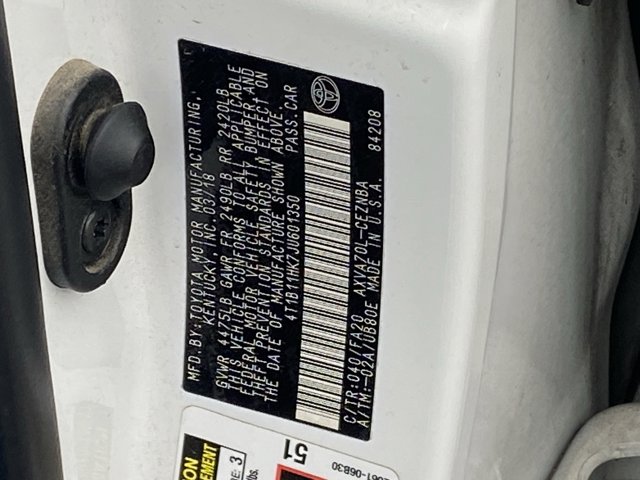 MFD.BY:TOYOTA MOTOR MANUFACTURING,
KENTUCKY, INC. 03/18
GVWR 4415LB GAWR FR 2490LB RR 2420LB
THIS VEHICLE CONFORMS TO ALL APPLICABLE
FEDERAL MOTOR VEHICLE SAFETY, BUMPER AND
THEFT PREVENTION STANDARDS IN EFFECT ON
THE DATE OF MANUFACTURE SHOWN ABOVE.
4T1B11HK7JU604350 PASS.CAR
C/TR:040/FA20 AXVA70L-CEZNBA
A/TM:-02A/UB80E MADE IN U.S.A. 84208
51